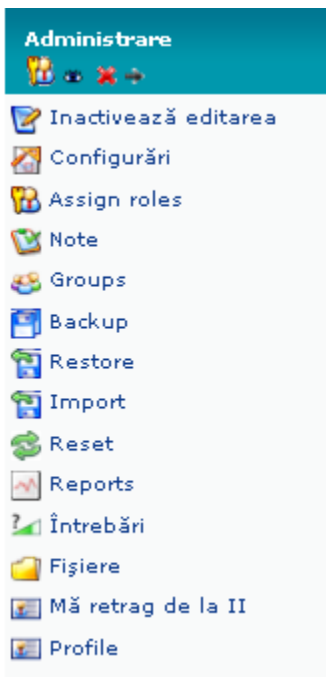 Administrare
Inactivează editarea
Configurări
Assign roles
Note
Groups
Backup
Restore
Import
Reset
Reports
Întrebări
Fişiere
Mă retrag de la II
Profile